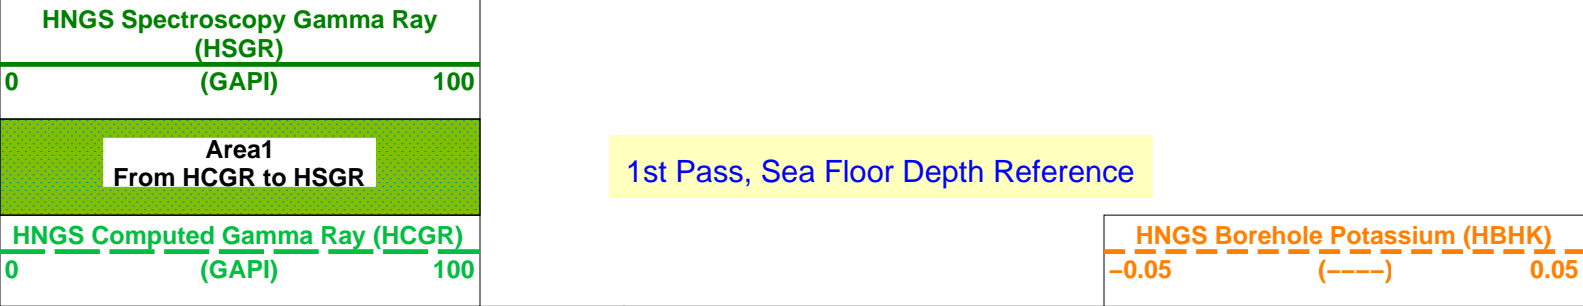 HNGS Spectroscopy Gamma Ray
(HSGR)
0 (GAPI) 100
Area1
From HCGR to HSGR
1st Pass, Sea Floor Depth Reference
HNGS Computed Gamma Ray (HCGR)
0 (GAPI) 100
HNGS Borehole Potassium (HBHK)
−0.05 (−−−−) 0.05